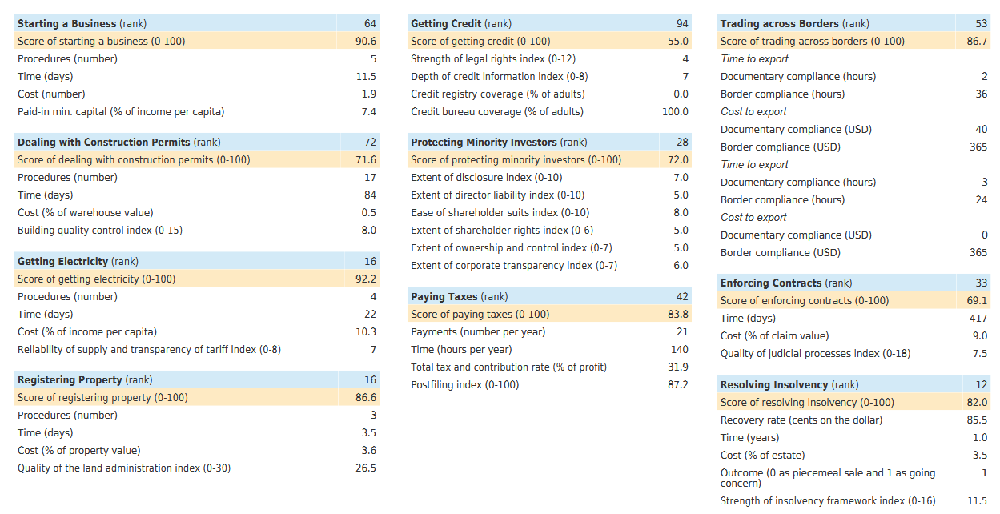 Starting a Business (rank) 64
Score of starting a business (0-100) 90.6
Procedures (number) 5
Time (days) 11.5
Cost (number) 1.9
Paid-in min. capital (% of income per capita) 7.4
Dealing with Construction Permits (rank) 72
Score of dealing with construction permits (0-100) 71.6
Procedures (number) 17
Time (days) 84
Cost (% of warehouse value) 0.5
Building quality control index (0-15) 8.0
Getting Electricity (rank) 16
Score of getting electricity (0-100) 92.2
Procedures (number) 4
Time (days) 22
Cost (% of income per capita) 10.3
Reliability of supply and transparency of tariff index (0-8) 7
Registering Property (rank) 16
Score of registering property (0-100) 86.6
Procedures (number) 3
Time (days) 3.5
Cost (% of property value) 3.6
Quality of the land administration index (0-30) 26.5
Getting Credit (rank) 94
Score of getting credit (0-100) 55.0
Strength of legal rights index (0-12) 4
Depth of credit information index (0-8) 7
Credit registry coverage (% of adults) 0.0
Credit bureau coverage (% of adults) 100.0
Protecting Minority Investors (rank) 28
Score of protecting minority investors (0-100) 72.0
Extent of disclosure index (0-10) 7.0
Extent of director liability index (0-10) 5.0
Ease of shareholder suits index (0-10) 8.0
Extent of shareholder rights index (0-6) 5.0
Extent of ownership and control index (0-7) 5.0
Extent of corporate transparency index (0-7) 6.0
Paying Taxes (rank) 42
Score of paying taxes (0-100) 83.8
Payments (number per year) 21
Time (hours per year) 140
Total tax and contribution rate (% of profit) 31.9
Postfiling index (0-100) 87.2
Trading across Borders (rank) 53
Score of trading across borders (0-100) 86.7
Time to export
Documentary compliance (hours) 2
Border compliance (hours) 36
Cost to export
Documentary compliance (USD) 40
Border compliance (USD) 365
Time to export
Documentary compliance (hours) 3
Border compliance (hours) 24
Cost to export
Documentary compliance (USD) 0
Border compliance (USD) 365
Enforcing Contracts (rank) 33
Score of enforcing contracts (0-100) 69.1
Time (days) 417
Cost (% of claim value) 9.0
Quality of judicial processes index (0-18) 7.5
Resolving Insolvency (rank) 12
Score of resolving insolvency (0-100) 82.0
Recovery rate (cents on the dollar) 85.5
Time (years) 1.0
Cost (% of estate) 3.5
Outcome (0 as piecemeal sale and 1 as going 1
concern)
Strength of insolvency framework index (0-16) 11.5